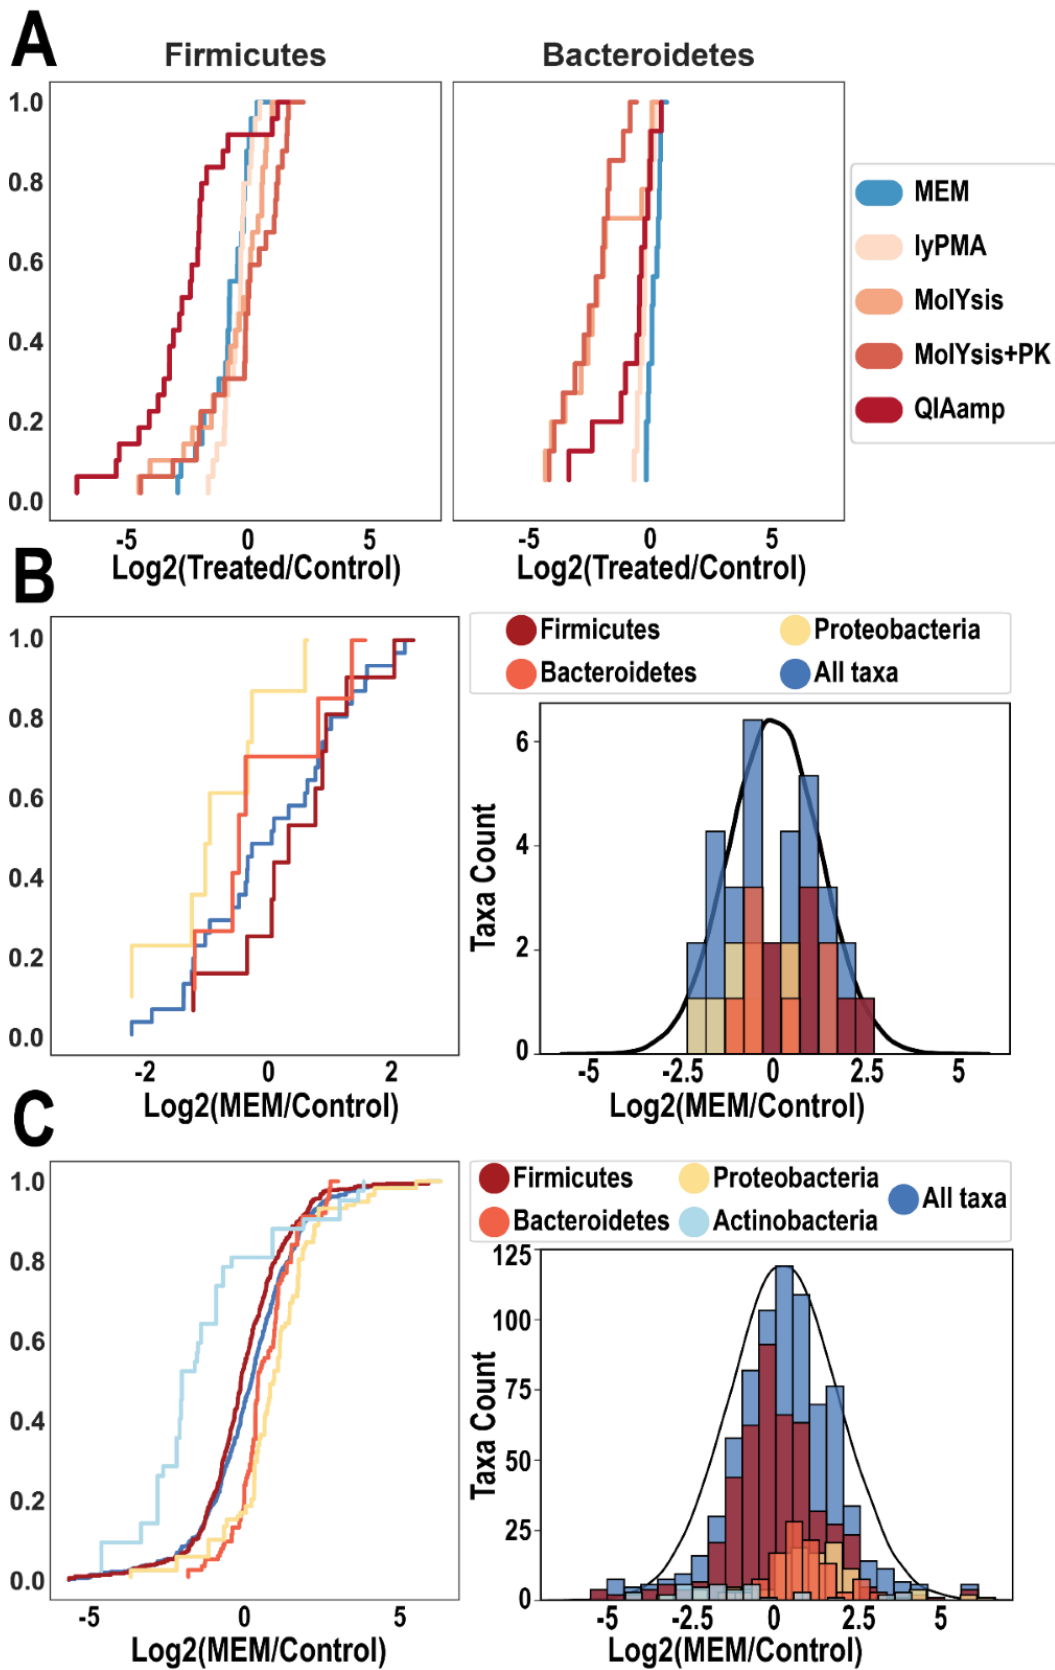 A
Firmicutes
Bacteroidetes
1.0
0.8
0.6
0.4
0.2
0.0
-5 0 5
-5 0 5
Log2(Treated/Control)
Log2(Treated/Control)
MEM
lyPMA
MolYsis
MolYsis+PK
QIAamp
B
1.0
0.8
0.6
0.4
0.2
0.0
-2 0 2
Log2(MEM/Control)
Firmicutes
Proteobacteria
Bacteroidetes
All taxa
Taxa Count
6
4
2
0
-5 -2.5 0 2.5 5
Log2(MEM/Control)
C
1.0
0.8
0.6
0.4
0.2
0.0
-5 0 5
Log2(MEM/Control)
Firmicutes
Proteobacteria
All taxa
Bacteroidetes
Actinobacteria
Taxa Count
125
100
75
50
25
0
-5 -2.5 0 2.5 5
Log2(MEM/Control)